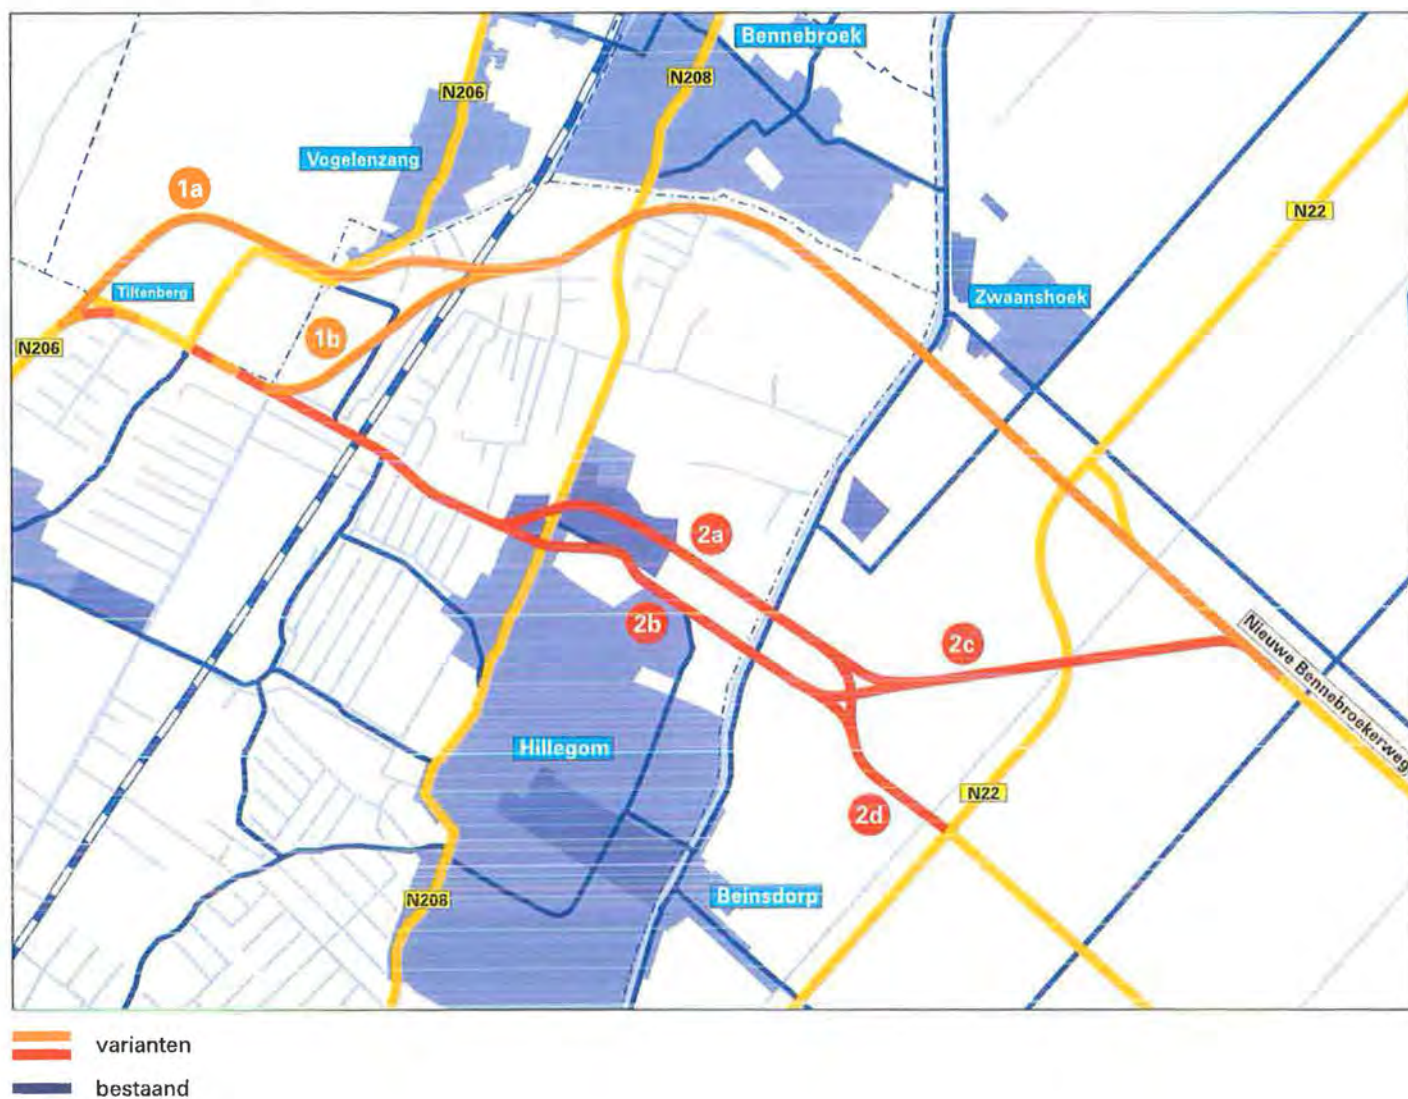 Bennebroek
N206
N208
Vogelenzang
1a
N22
Tiltenberg
Zwaanshoek
1b
N206
2a
2b
2c
Nieuwe Bennebroekerweg
Hillegom
N22
2d
N208
Beinsdorp
varianten
bestaand